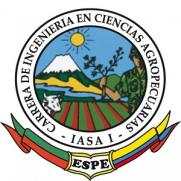 CARRERA DE INGENIERIA EN CIENCIAS AGROPECUARIAS
- IASA I -
ESPE